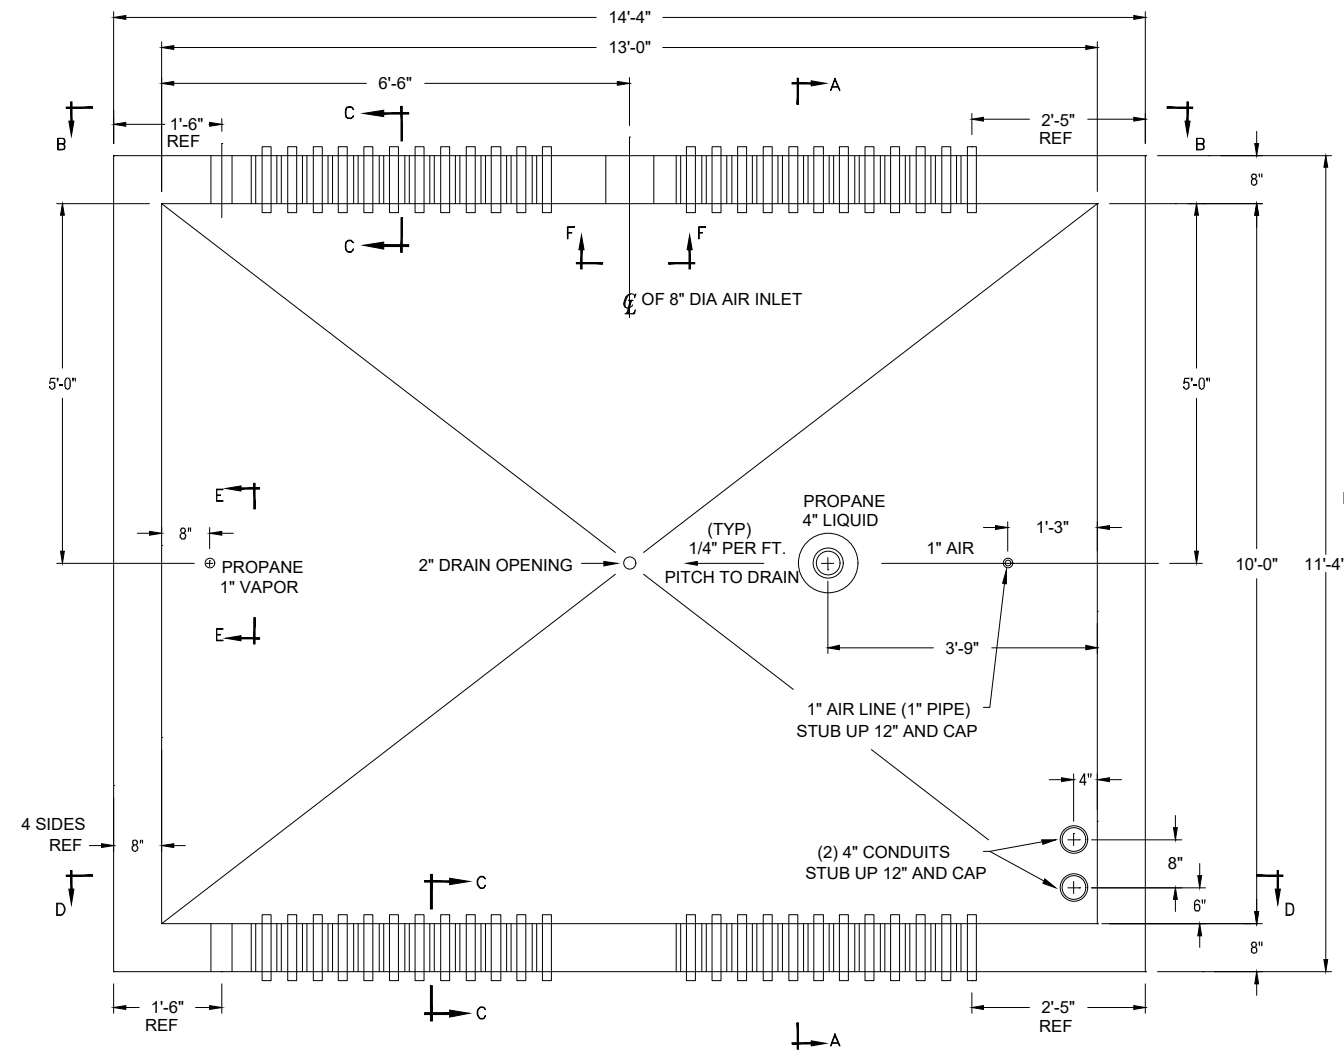 14'-4"
13'-0"
6'-6"
A
C
B
1'-6"
REF
2'-5"
REF
B
8"
C
F
F
℄ OF 8" DIA AIR INLET
5'-0"
5'-0"
E
8"
PROPANE
1" VAPOR
E
2" DRAIN OPENING
(TYP)
1/4" PER FT.
PITCH TO DRAIN
PROPANE
4" LIQUID
1" AIR
1'-3"
10'-0"
11'-4"
3'-9"
1" AIR LINE (1" PIPE)
STUB UP 12" AND CAP
4"
4 SIDES
REF
8"
(2) 4" CONDUITS
STUB UP 12" AND CAP
8"
6"
D
C
D
8"
1'-6"
REF
C
2'-5"
REF
A